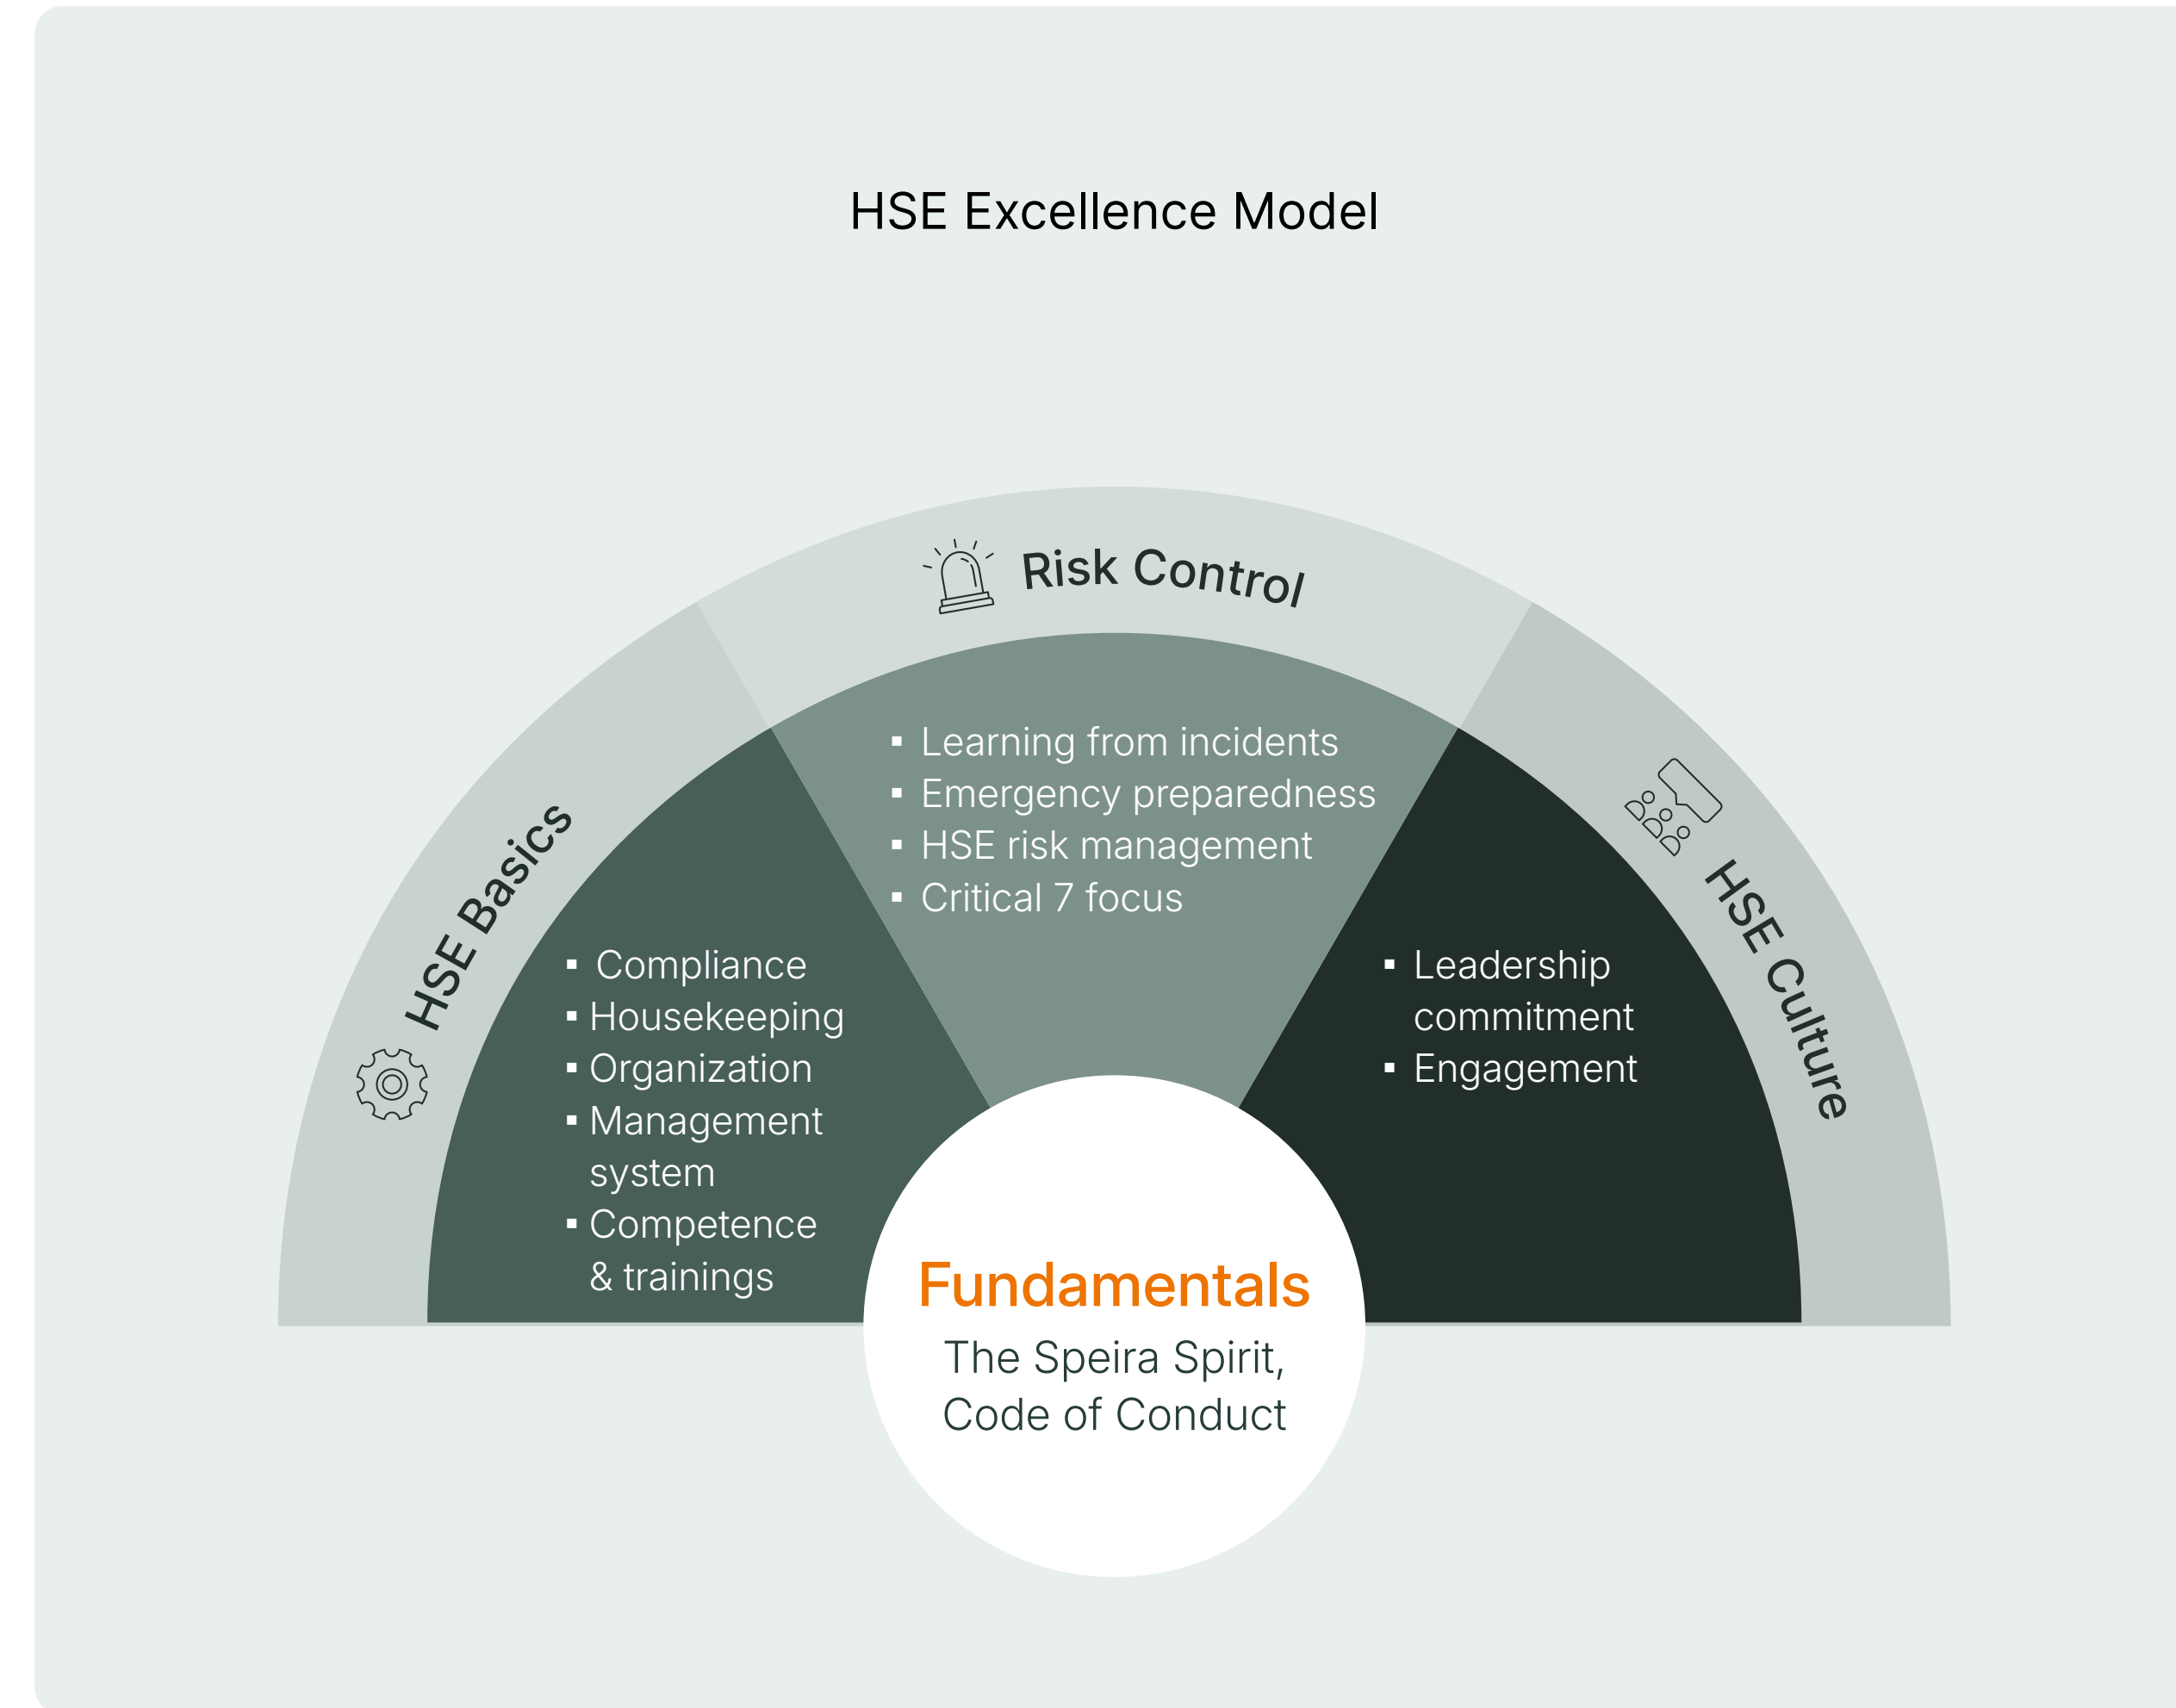 HSE Excellence Model
HSE Basics
▪ Compliance
▪ Housekeeping
▪ Organization
▪ Management
system
▪ Competence
& trainings
Risk Control
▪ Learning from incidents
▪ Emergency preparedness
▪ HSE risk management
▪ Critical 7 focus
HSE Culture
▪ Leadership
commitment
▪ Engagement
Fundamentals
The Speira Spirit,
Code of Conduct